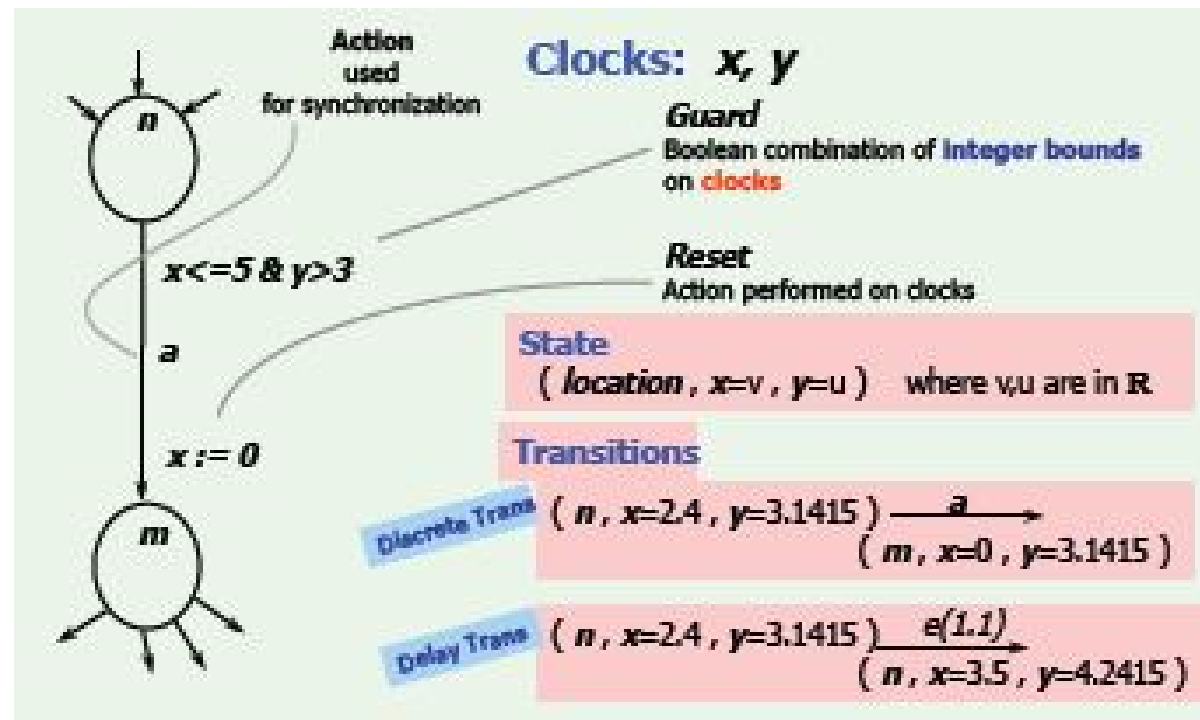 Action
used
for synchronization
Clocks: x, y
n
Guard
Boolean combination of integer bounds
on clocks
x<=5 & y>3
Reset
Action performed on clocks
a
State
( location , x=v , y=u ) where v,u are in R
x := 0
Transitions
Discrete Trans ( n , x=2.4 , y=3.1415 ) a
( m , x=0 , y=3.1415 )
m
Delay Trans ( n , x=2.4 , y=3.1415 ) e(1.1)
( n , x=3.5 , y=4.2415 )